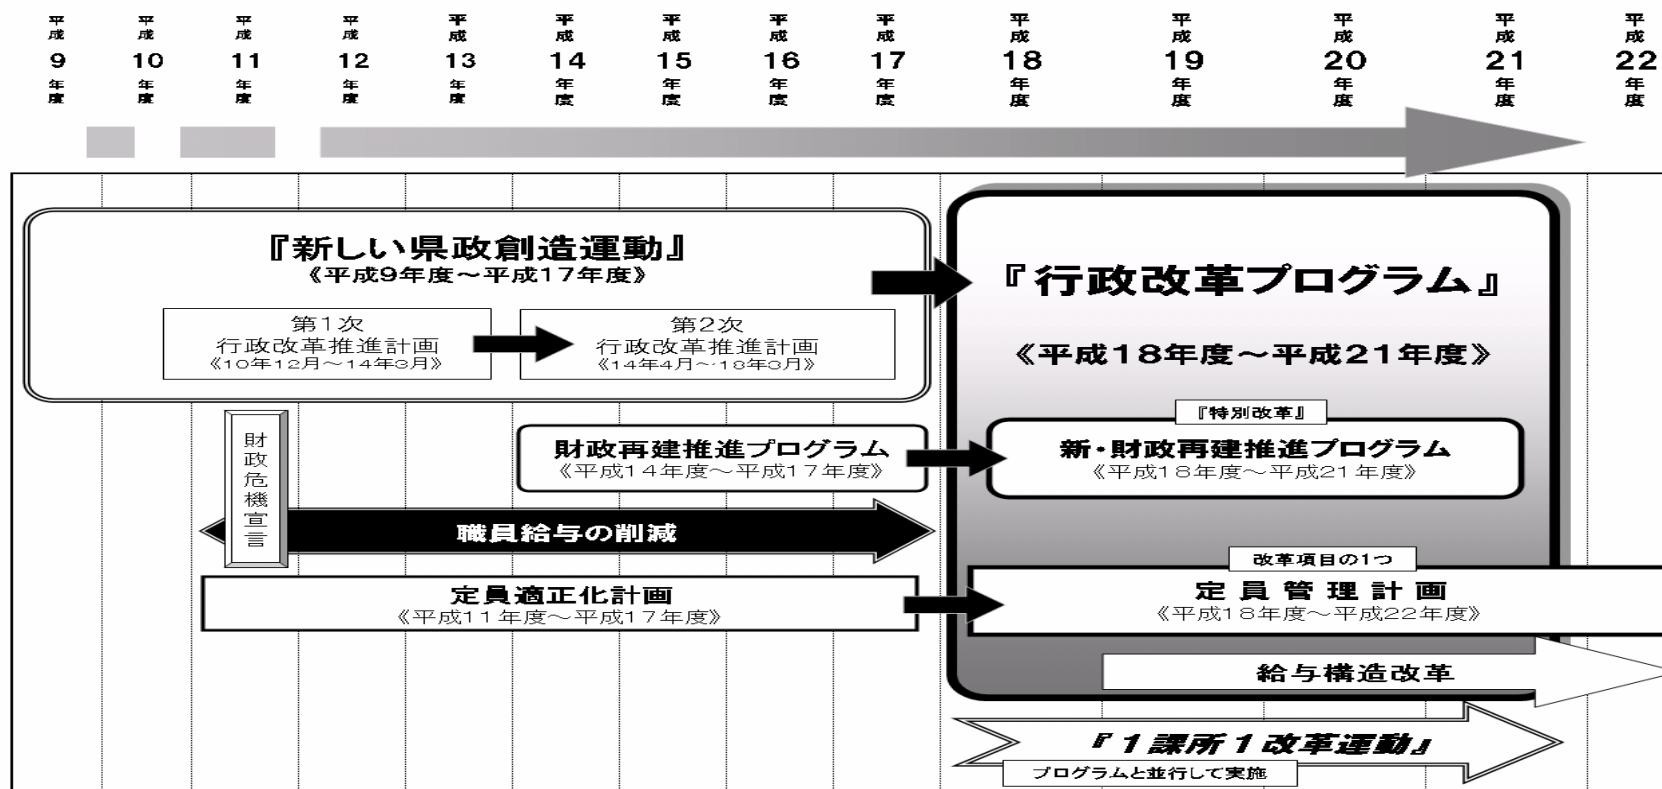 平成9年度
平成10年度
平成11年度
平成12年度
平成13年度
平成14年度
平成15年度
平成16年度
平成17年度
平成18年度
平成19年度
平成20年度
平成21年度
平成22年度
『新しい県政創造運動』
《平成9年度～平成17年度》
第1次
行政改革推進計画
《10年12月～14年3月》
第2次
行政改革推進計画
《14年4月～18年3月》
『行政改革プログラム』
《平成18年度～平成21年度》
財政危機宣言
財政再建推進プログラム
《平成14年度～平成17年度》
『特別改革』
新・財政再建推進プログラム
《平成18年度～平成21年度》
職員給与の削減
定員適正化計画
《平成11年度～平成17年度》
改革項目の1つ
定員管理計画
《平成18年度～平成22年度》
給与構造改革
『1課所1改革運動』
プログラムと並行して実施